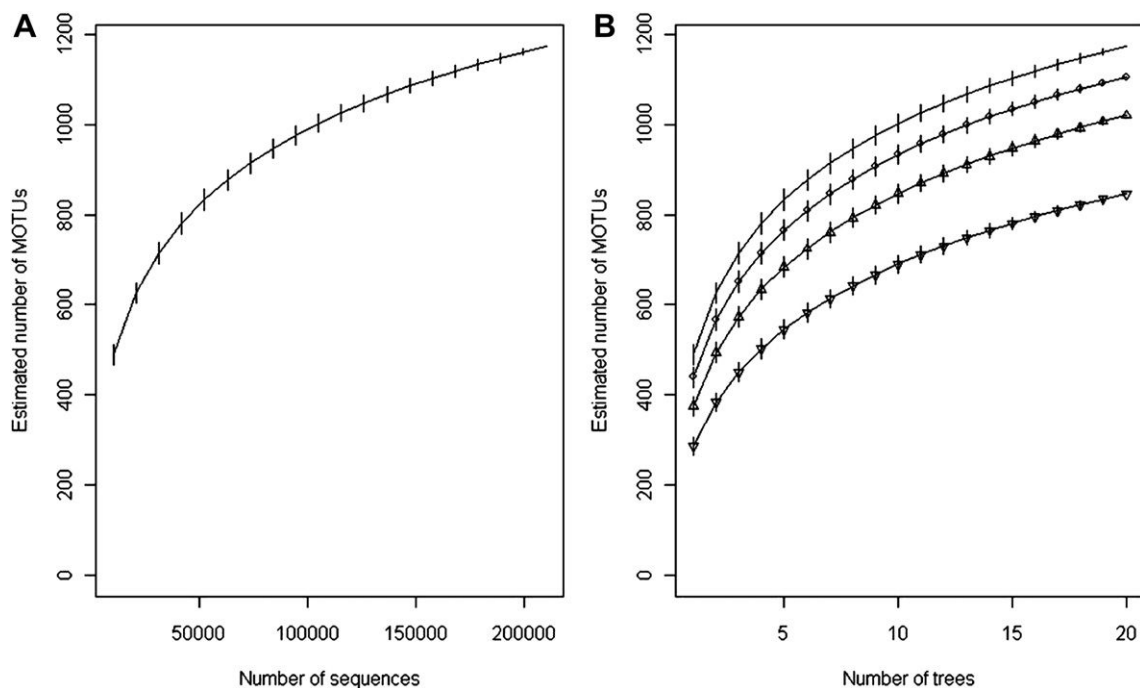 A
Estimated number of MOTUs
1200
1000
800
600
400
200
0
50000 100000 150000 200000
Number of sequences
B
Estimated number of MOTUs
1200
1000
800
600
400
200
0
5 10 15 20
Number of trees